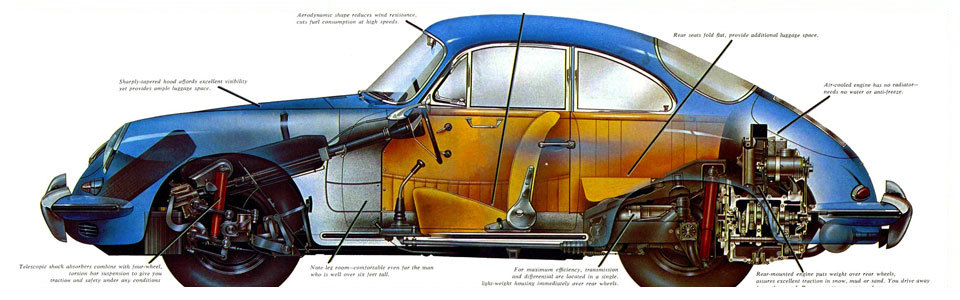 Aerodynamic shape reduces wind resistance,
cuts fuel consumption at high speeds.
Rear seats fold flat, provide additional luggage space.
Sharply-tapered hood affords excellent visibility
yet provides ample luggage space.
Air-cooled engine has no radiator—
needs no water or anti-freeze.
Telescopic shock absorbers combine with four-wheel,
torsion bar suspension to give you
traction and safety under any conditions
Note leg room—comfortable even for the man
who is well over six feet tall.
For maximum efficiency, transmission
and differential are located in a single,
light-weight housing immediately over rear wheels.
Rear-mounted engine puts weight over rear wheels,
assures excellent traction in snow, mud or sand. You drive away